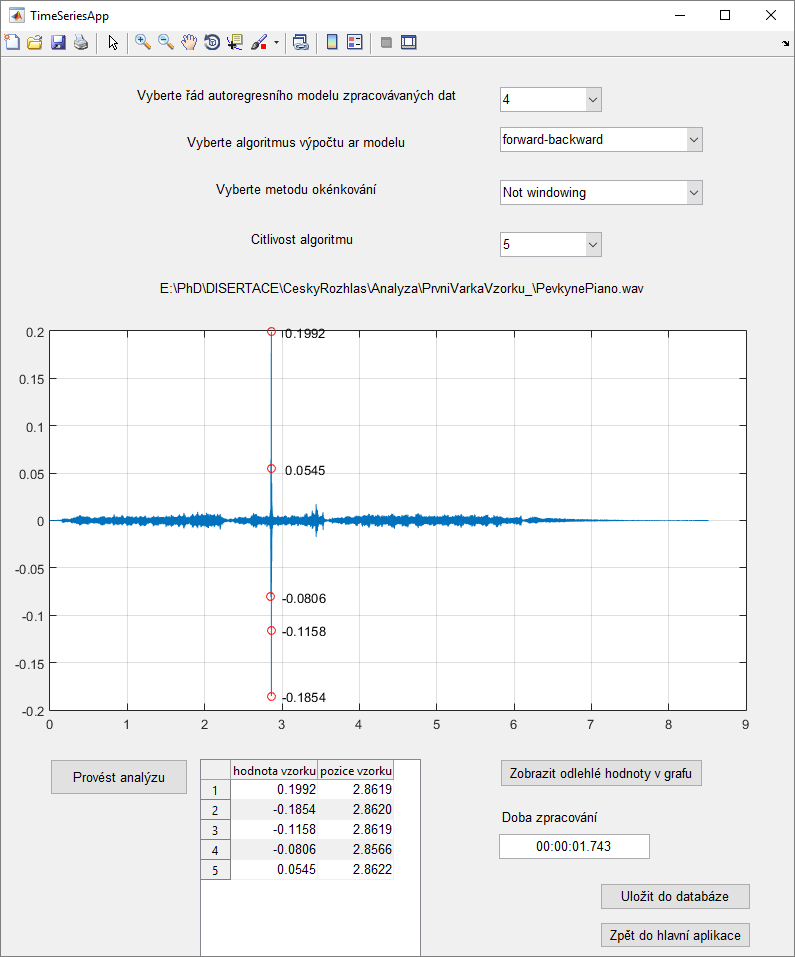 TimeSeriesApp
Vyberte řád autoregresního modelu zpracovávaných dat 4
Vyberte algoritmus výpočtu ar modelu forward-backward
Vyberte metodu okénkování Not windowing
Citlivost algoritmu 5
E:\PhD\DISERTACE\CeskyRozhlas\Analyza\PrvniVarkaVzorku_\PevkynePiano.wav
0.2
0.1992
0.15
0.1
0.05
0.0545
0
-0.05
-0.0806
-0.1
-0.1158
-0.15
-0.1854
-0.2
0 1 2 3 4 5 6 7 8 9
Provést analýzu
hodnota vzorku pozice vzorku
1 0.1992 2.8619
2 -0.1854 2.8620
3 -0.1158 2.8619
4 -0.0806 2.8566
5 0.0545 2.8622
Zobrazit odlehlé hodnoty v grafu
Doba zpracování
00:00:01.743
Uložit do databáze
Zpět do hlavní aplikace